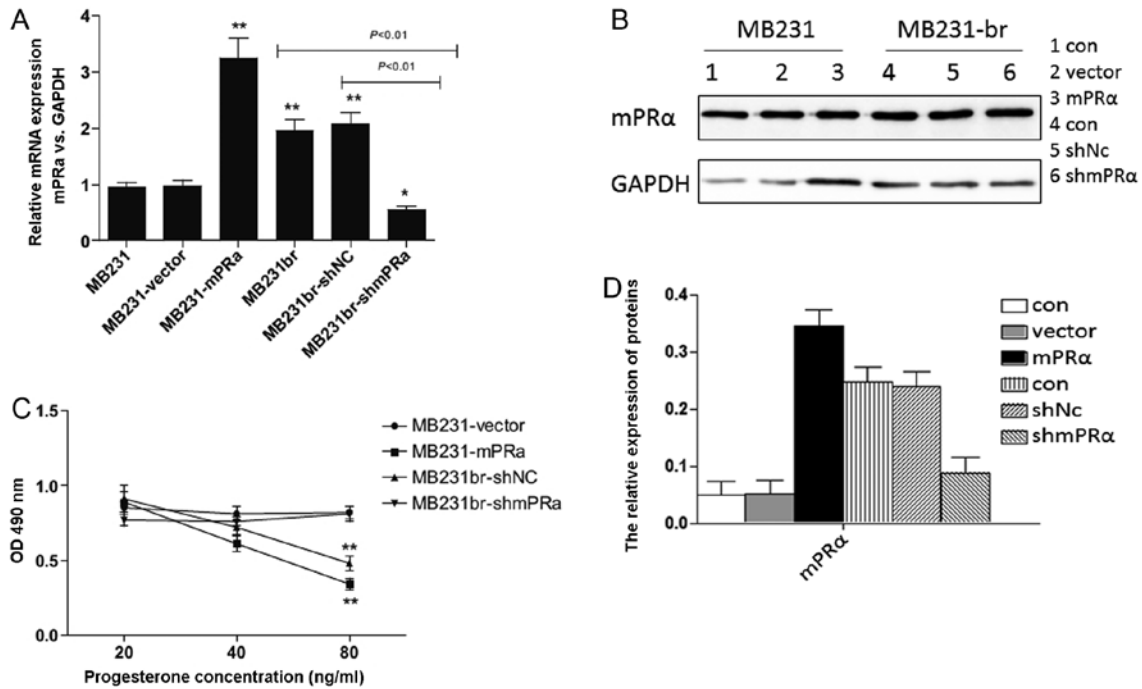 A
Relative mRNA expression
mPRa vs. GAPDH
4
3
2
1
0
**
P<0.01
P<0.01
**
**
*
MB231
MB231-vector
MB231-mPRa
MB231br
MB231br-shNC
MB231br-shmPRa
B
MB231
MB231-br
1 2 3 4 5 6
mPRα
GAPDH
1 con
2 vector
3 mPRα
4 con
5 shNc
6 shmPRα
C
OD 490 nm
1.5
1.0
0.5
0.0
20 40 80
Progesterone concentration (ng/ml)
**
**
MB231-vector
MB231-mPRa
MB231br-shNC
MB231br-shmPRa
D
The relative expression of proteins
0.4
0.3
0.2
0.1
0.0
mPRα
con
vector
mPRα
con
shNc
shmPRα